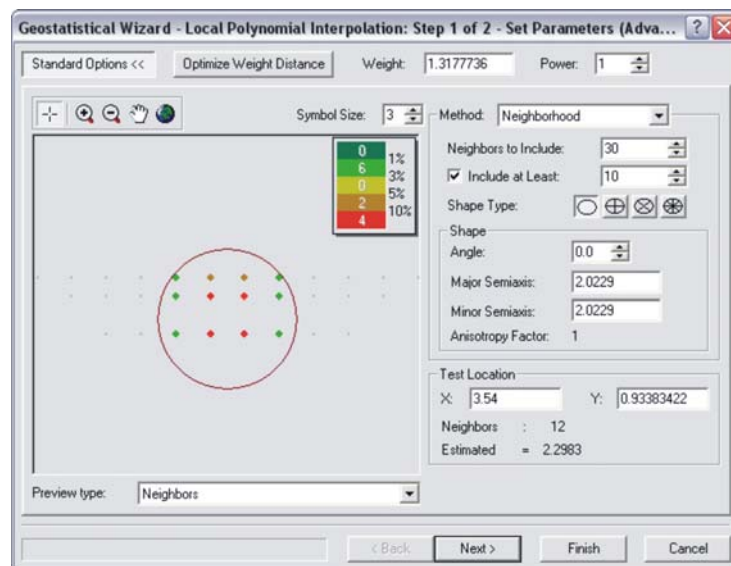 Geostatistical Wizard - Local Polynomial Interpolation: Step 1 of 2 - Set Parameters (Adva...
Standard Options <<
Optimize Weight Distance
Weight: 1.3177736
Power: 1
Symbol Size: 3
0
6
0
2
4
1%
3%
5%
10%
Preview type: Neighbors
Method: Neighborhood
Neighbors to Include: 30
Include at Least: 10
Shape Type:
Shape
Angle: 0.0
Major Semiaxis: 2.0229
Minor Semiaxis: 2.0229
Anisotropy Factor: 1
Test Location
X: 3.54 Y: 0.93383422
Neighbors : 12
Estimated = 2.2983
< Back
Next >
Finish
Cancel